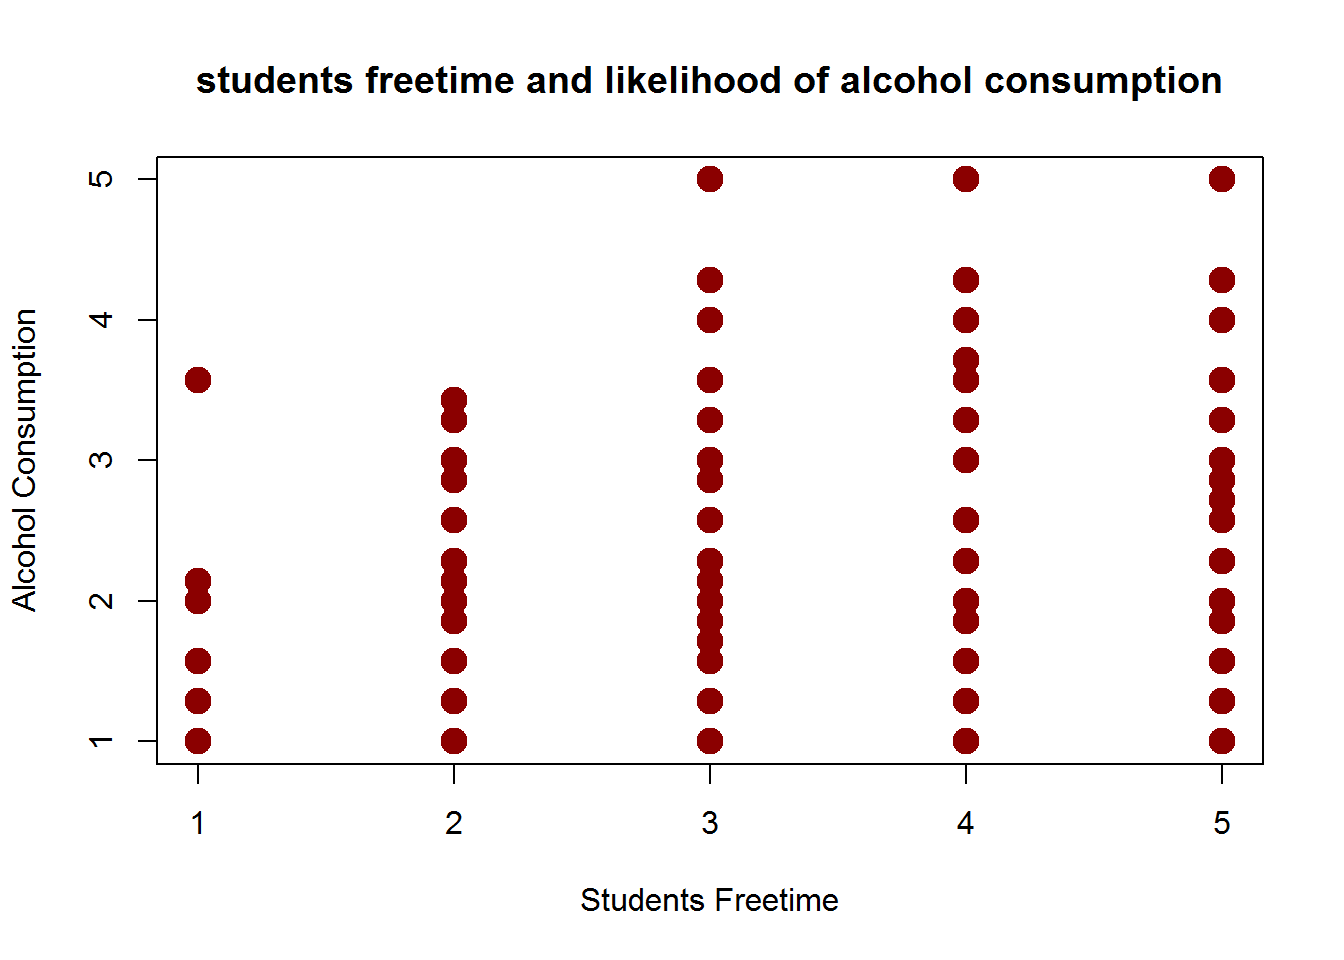 students freetime and likelihood of alcohol consumption
5
4
3
2
1
Alcohol Consumption
1 2 3 4 5
Students Freetime